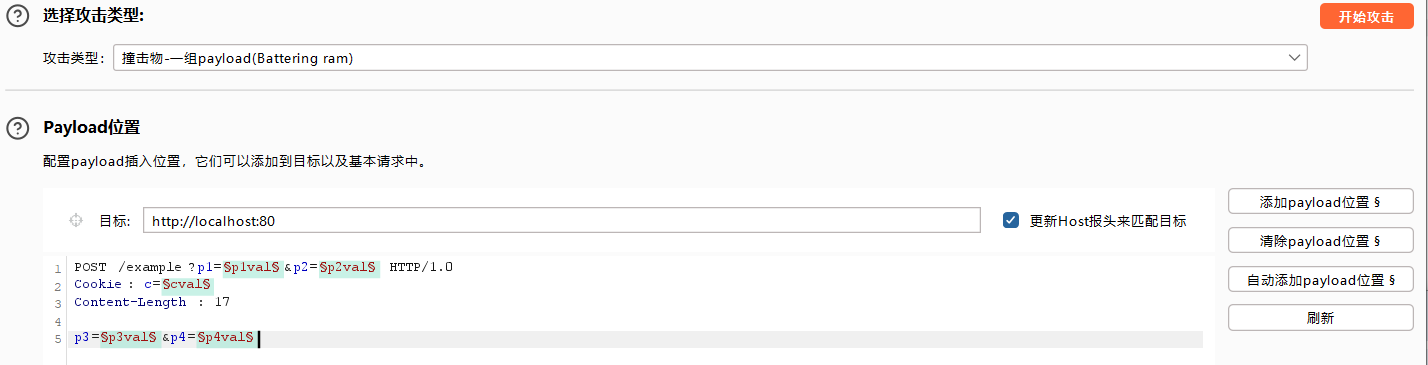 选择攻击类型:
开始攻击
攻击类型: 撞击物-一组payload(Battering ram)
Payload位置
配置payload插入位置，它们可以添加到目标以及基本请求中。
目标: http://localhost:80 更新Host报头来匹配目标
添加payload位置 §
清除payload位置 §
自动添加payload位置 §
刷新
1 POST /example ?p1=§p1val§ &p2=§p2val§ HTTP/1.0
2 Cookie : c=§cval§
3 Content-Length : 17
4
5 p3=§p3val§ &p4=§p4val§